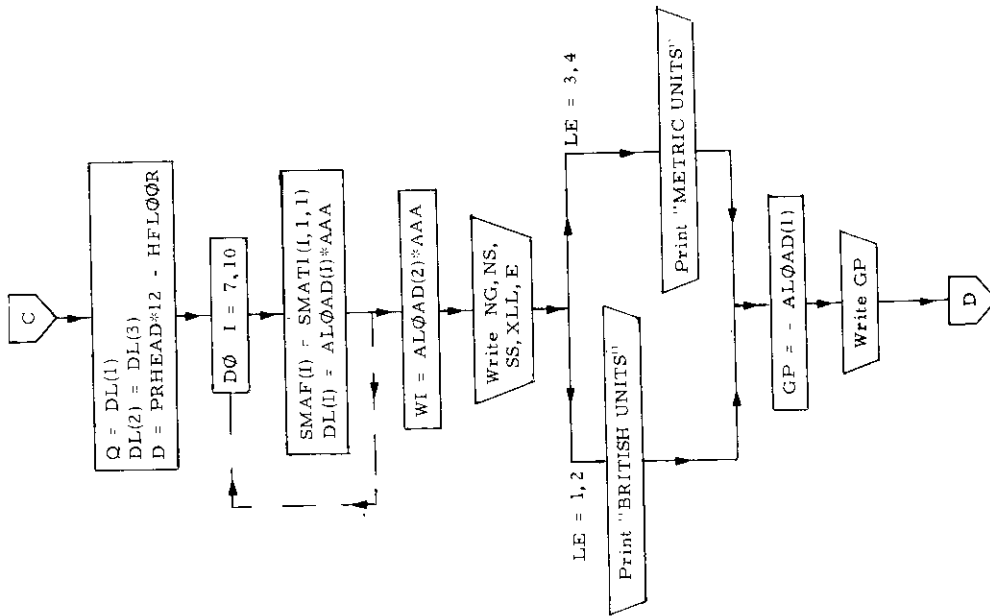 C
Q = DL(1)
DL(2) = DL(3)
D = PRHEAD*12 - HFLØØR
DØ I = 7,10
SMAF(I) - SMAT1(I,1,1)
DL(I) = ALØAD(I)*AAA
WI = ALØAD(2)*AAA
Write NG,NS,
SS,XLL,E
LE = 1,2
LE = 3,4
Print "BRITISH UNITS"
Print "METRIC UNITS"
GP = - ALØAD(1)
Write GP
D